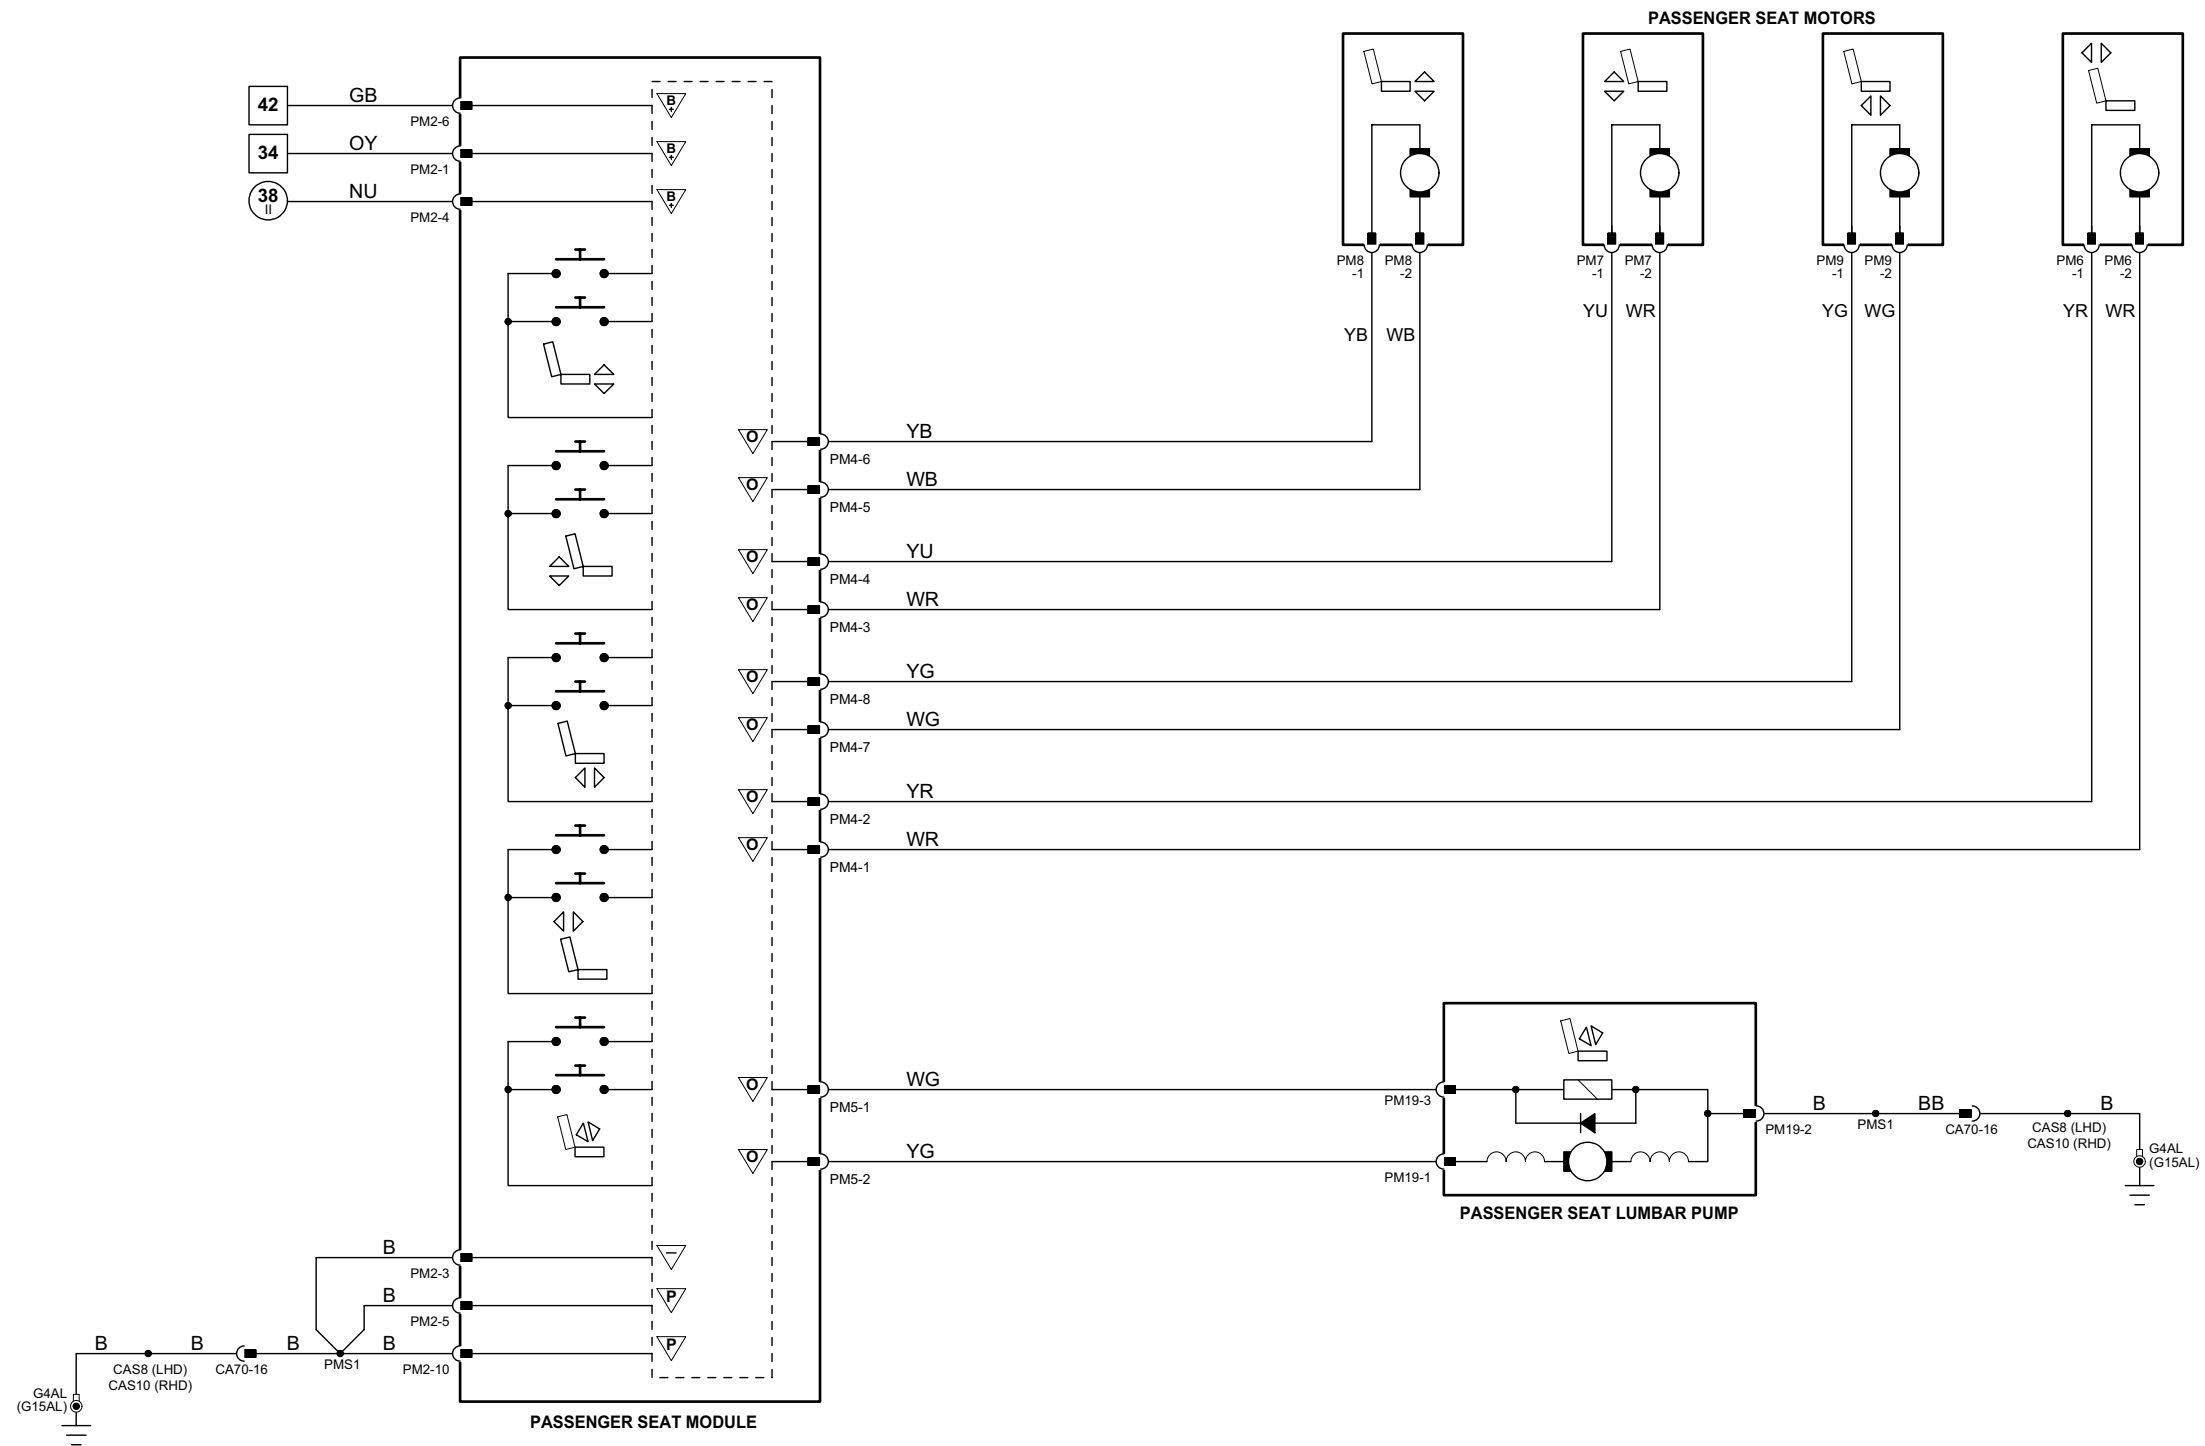 PASSENGER SEAT MOTORS
42
GB
PM2-6
B
+
34
OY
PM2-1
B
+
38
II
NU
PM2-4
B
+
PM8
-1
PM8
-2
PM7
-1
PM7
-2
PM9
-1
PM9
-2
PM6
-1
PM6
-2
YB
WB
YU
WR
YG
WG
YR
WR
O
YB
PM4-6
O
WB
PM4-5
O
YU
PM4-4
O
WR
PM4-3
O
YG
PM4-8
O
WG
PM4-7
O
YR
PM4-2
O
WR
PM4-1
O
WG
PM5-1
PM19-3
O
YG
PM5-2
PM19-1
B
PM19-2
PMS1
BB
CA70-16
B
CAS8 (LHD)
CAS10 (RHD)
G4AL
(G15AL)
PASSENGER SEAT LUMBAR PUMP
B
PM2-3
–
B
PM2-5
P
B
B
B
B
PM2-10
P
CAS8 (LHD)
CAS10 (RHD)
CA70-16
PMS1
G4AL
(G15AL)
PASSENGER SEAT MODULE